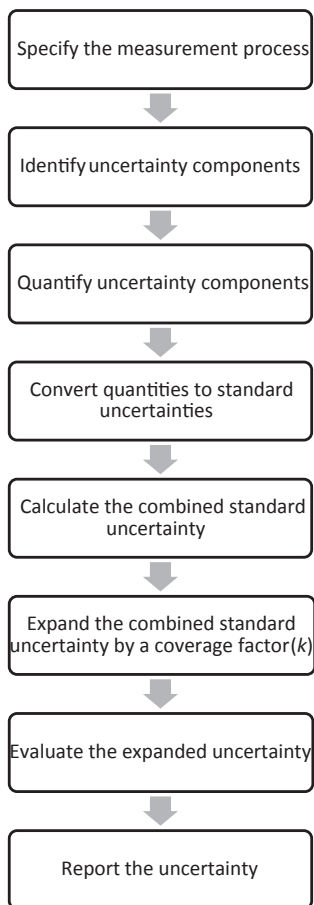 Specify the measurement process
Identify uncertainty components
Quantify uncertainty components
Convert quantities to standard
uncertainties
Calculate the combined standard
uncertainty
Expand the combined standard
uncertainty by a coverage factor(k)
Evaluate the expanded uncertainty
Report the uncertainty